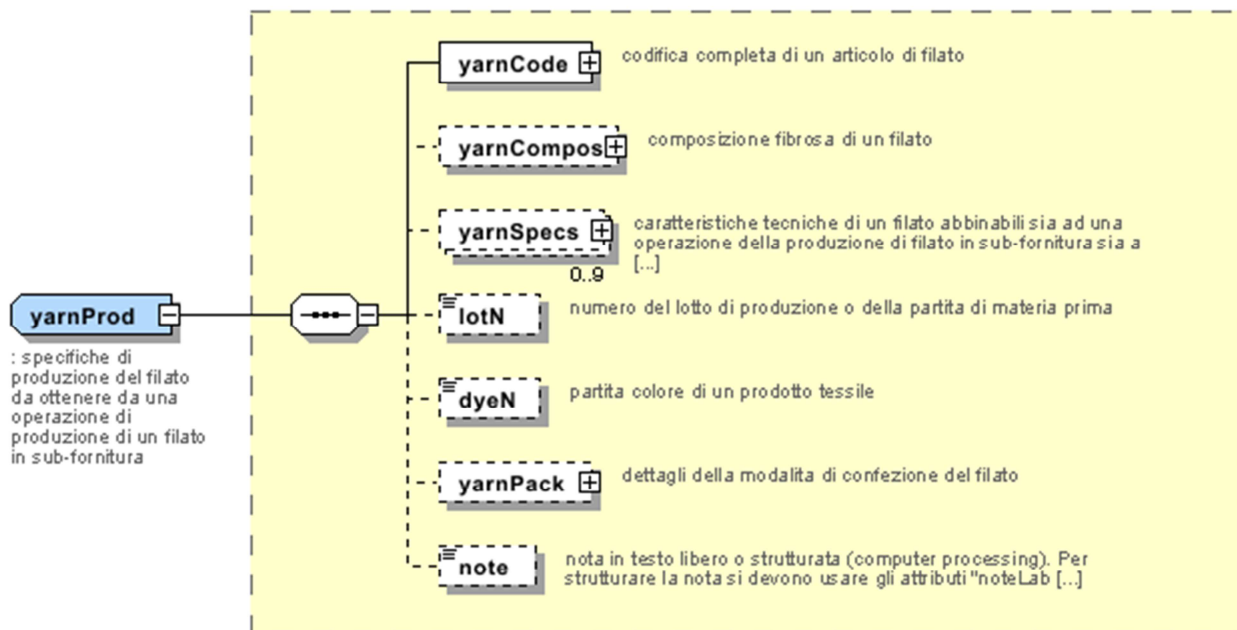 yarnCode
codifica completa di un articolo di filato
yarnCompos
composizione fibrosa di un filato
yarnSpecs
caratteristiche tecniche di un filato abbinabili sia ad una
operazione della produzione di filato in sub-fornitura sia a
[...]
0..9
yarnProd
: specifiche di
produzione del filato
da ottenere da una
operazione di
produzione di un filato
in sub-fornitura
lotN
numero del lotto di produzione o della partita di materia prima
dyeN
partita colore di un prodotto tessile
yarnPack
dettagli della modalita di confezione del filato
note
nota in testo libero o strutturata (computer processing). Per
strutturare la nota si devono usare gli attributi "noteLab [...]